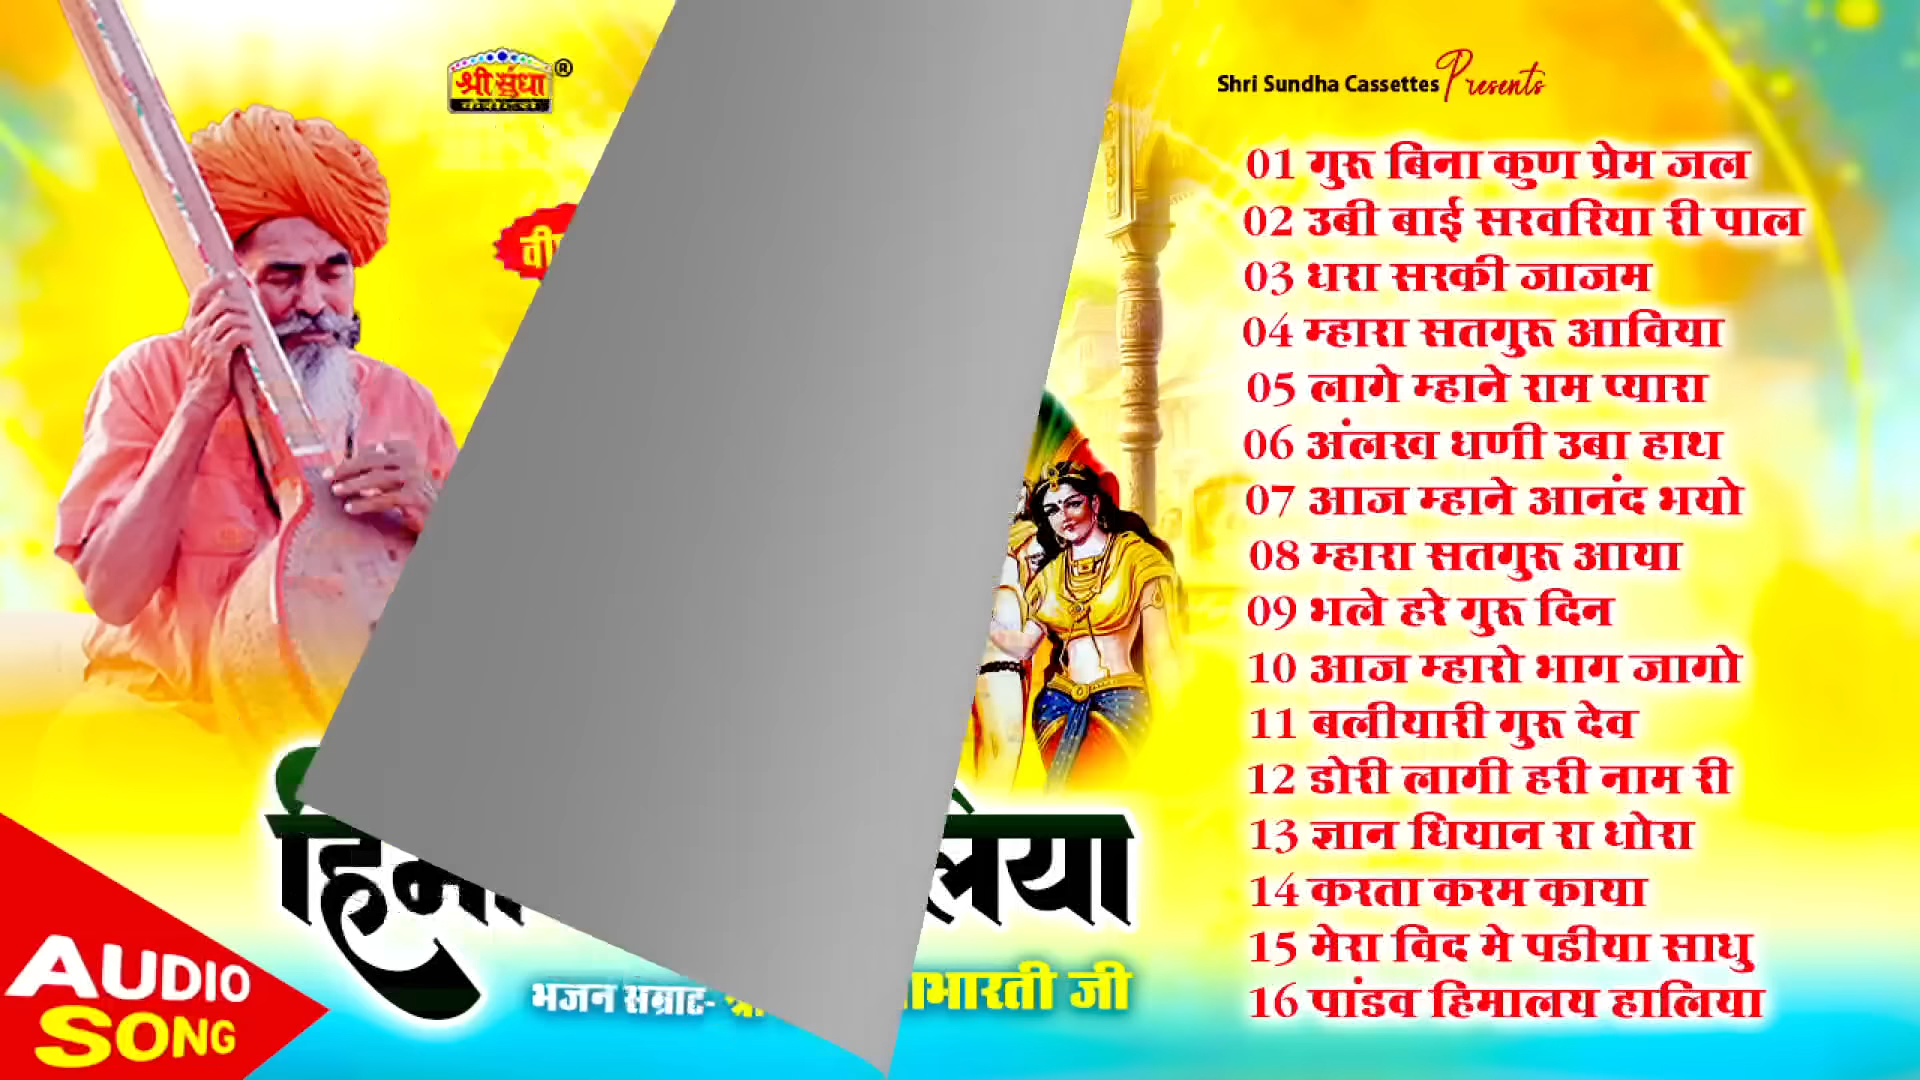 श्री सुंधा ®
Shri Sundha Cassettes Presents
01 गुरू बिना कुण प्रेम जल
02 उबी बाई सरवरिया री पाल
03 धरा सरकी जाजम
04 म्हारा सतगुरू आविया
05 लागे म्हाने राम प्यारा
06 अंलख धणी उबा हाथ
07 आज म्हाने आनंद भयो
08 म्हारा सतगुरू आया
09 भले हरे गुरू दिन
10 आज म्हारो भाग जागो
11 बलीयारी गुरू देव
12 डोरी लागी हरी नाम री
13 ज्ञान धियान रा धोरा
14 करता करम काया
15 मेरा विद मे पडीया साधु
16 पांडव हिमालय हालिया
भजन सम्राट- जी
AUDIO
SONG